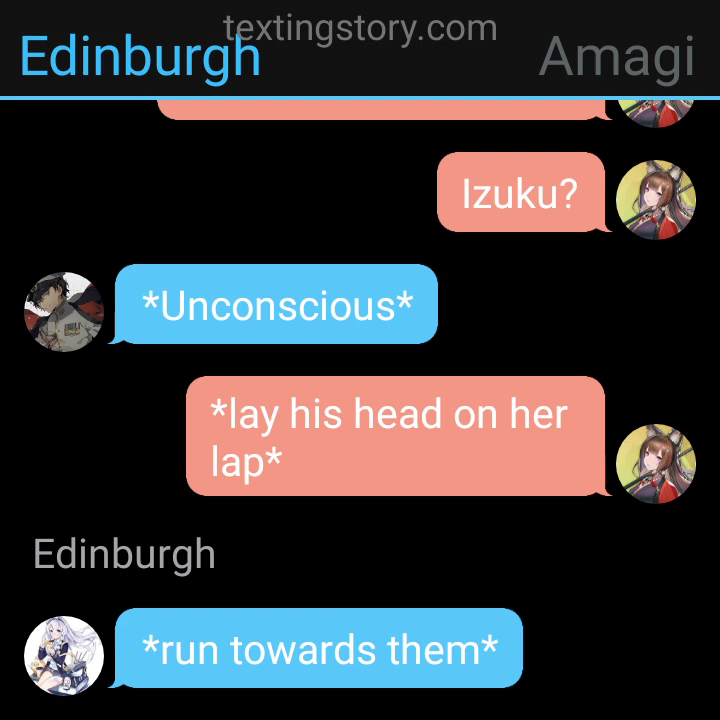 textingstory.com
Edinburgh
Amagi
Izuku?
*Unconscious*
*lay his head on her
lap*
Edinburgh
*run towards them*